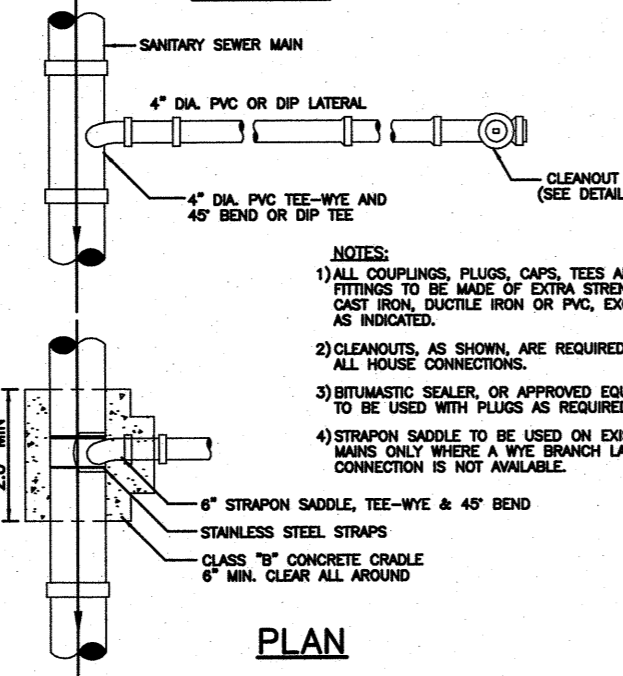 SANITARY SEWER MAIN
4" DIA. PVC OR DIP LATERAL
CLEANOUT
(SEE DETAIL
4" DIA. PVC TEE-WYE AND
45° BEND OR DIP TEE
NOTES:
1) ALL COUPLINGS, PLUGS, CAPS, TEES
FITTINGS TO BE MADE OF EXTRA
CAST IRON, DUCTILE IRON OR PVC,
AS INDICATED.
2) CLEANOUTS, AS SHOWN, ARE REQUIRED
ALL HOUSE CONNECTIONS.
3) BITUMASTIC SEALER, OR APPROVED
TO BE USED WITH PLUGS AS REQUIRED
4) STRAPON SADDLE TO BE USED ON
MAINS ONLY WHERE A WYE BRANCH
CONNECTION IS NOT AVAILABLE.
MIN
6" STRAPON SADDLE, TEE-WYE & 45° BEND
STAINLESS STEEL STRAPS
CLASS "B" CONCRETE CRADLE
6" MIN. CLEAR ALL AROUND
PLAN